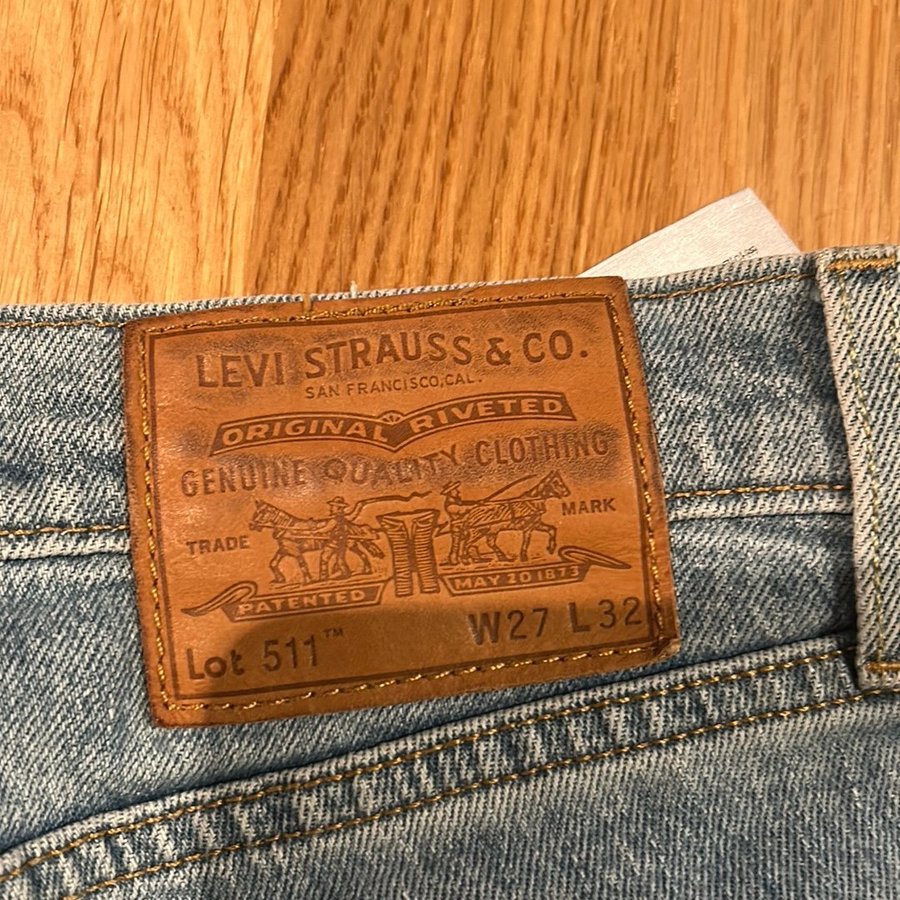 LEVI STRAUSS & CO.
SAN FRANCISCO, CAL.
ORIGINAL RIVETED
GENUINE QUALITY CLOTHING
TRADE MARK
PATENTED MAY 20 1873
Lot 511™ W27 L32